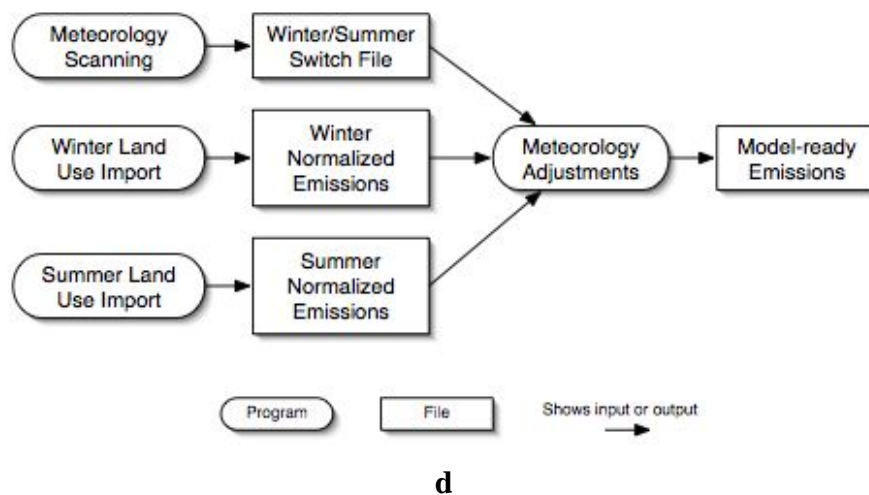 Meteorology
Scanning
Winter/Summer
Switch File
Winter Land
Use Import
Winter
Normalized
Emissions
Meteorology
Adjustments
Model-ready
Emissions
Summer Land
Use Import
Summer
Normalized
Emissions
Program
File
Shows input or output
d